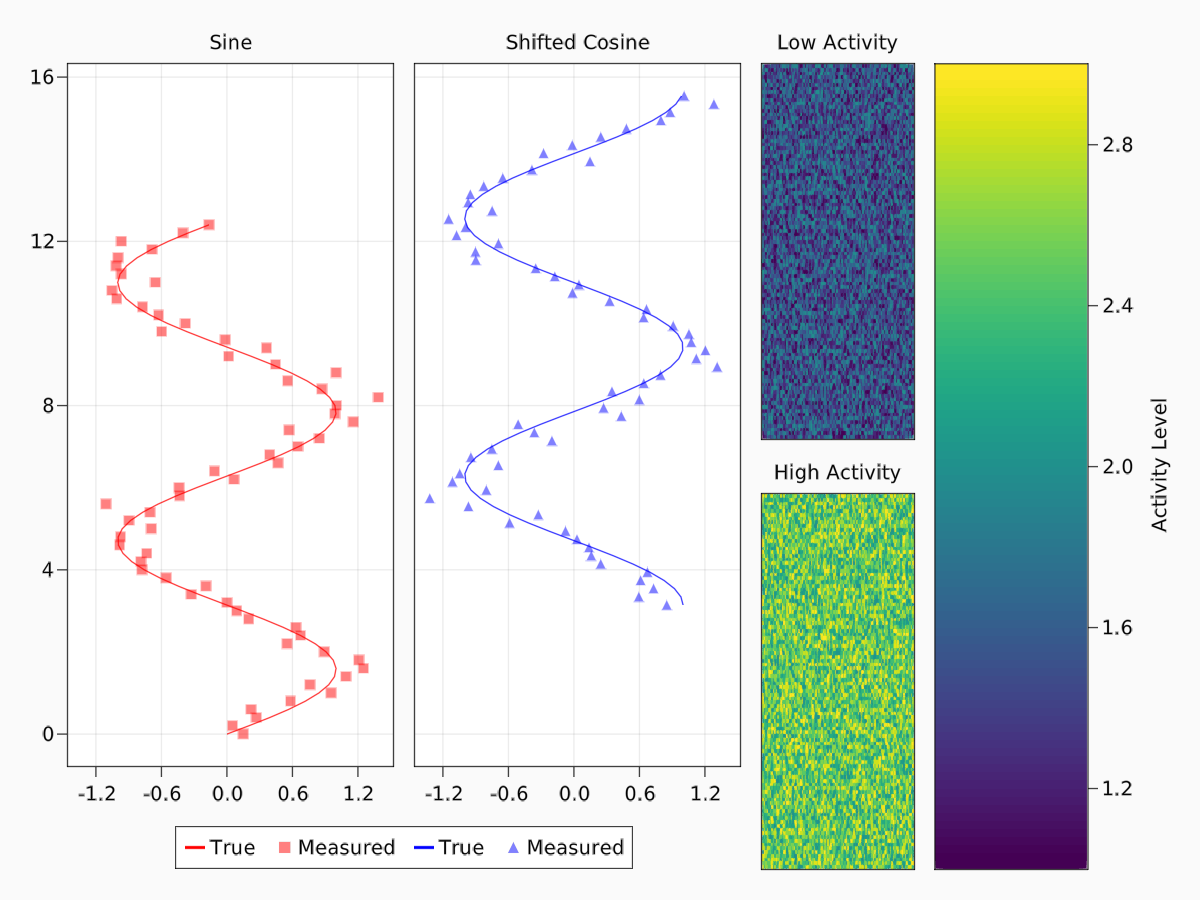 Sine
Shifted Cosine
Low Activity
16
12
8
4
0
-1.2 -0.6 0.0 0.6 1.2
-1.2 -0.6 0.0 0.6 1.2
High Activity
2.8
2.4
2.0
1.6
1.2
Activity Level
True Measured True Measured